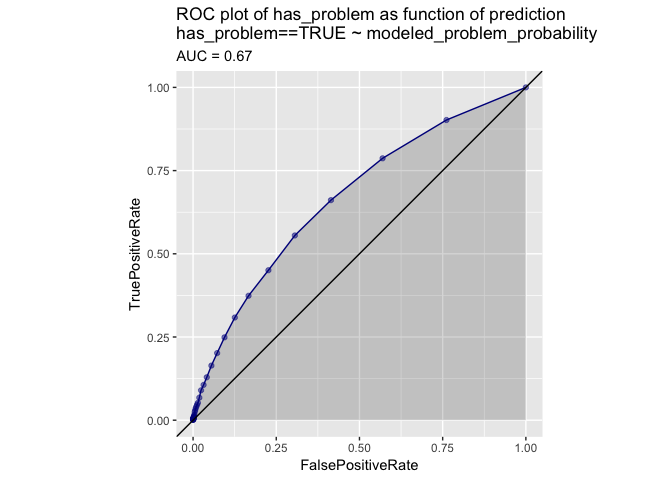 ROC plot of has_problem as function of prediction
has_problem==TRUE ~ modeled_problem_probability
AUC = 0.67
1.00
0.75
0.50
0.25
0.00
TruePositiveRate
0.00 0.25 0.50 0.75 1.00
FalsePositiveRate